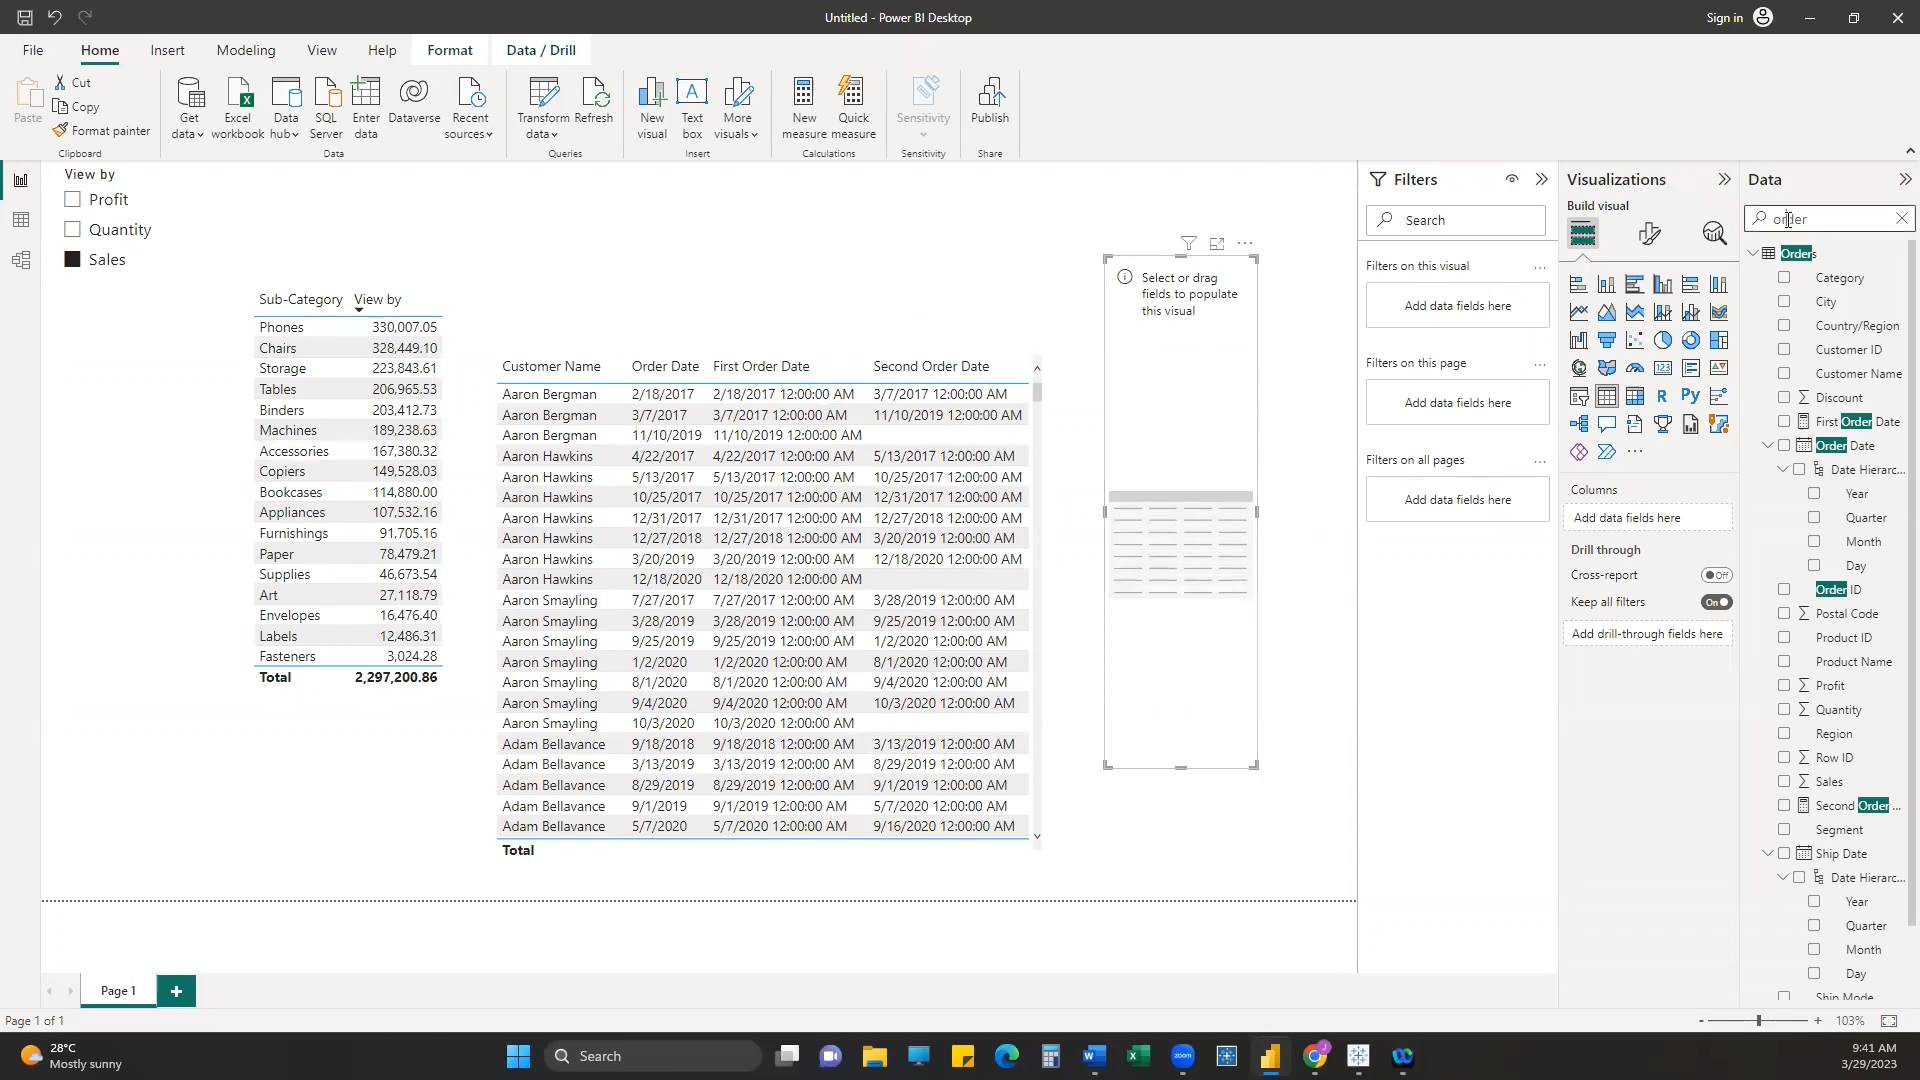 Untitled - Power BI Desktop
Sign in
File Home Insert Modeling View Help Format Data / Drill
Paste
Cut
Copy
Format painter
Clipboard
Get data
Excel workbook
Data hub
SQL Server
Enter data
Dataverse
Recent sources
Data
Transform data
Refresh
Queries
New visual
Text box
More visuals
Insert
New measure
Quick measure
Calculations
Sensitivity
Sensitivity
Publish
Share
View by
Profit
Quantity
Sales
Sub-Category View by
Phones 330,007.05
Chairs 328,449.10
Storage 223,843.61
Tables 206,965.53
Binders 203,412.73
Machines 189,238.63
Accessories 167,380.32
Copiers 149,528.03
Bookcases 114,880.00
Appliances 107,532.16
Furnishings 91,705.16
Paper 78,479.21
Supplies 46,673.54
Art 27,118.79
Envelopes 16,476.40
Labels 12,486.31
Fasteners 3,024.28
Total 2,297,200.86
Customer Name Order Date First Order Date Second Order Date
Aaron Bergman 2/18/2017 2/18/2017 12:00:00 AM 3/7/2017 12:00:00 AM
Aaron Bergman 3/7/2017 3/7/2017 12:00:00 AM 11/10/2019 12:00:00 AM
Aaron Bergman 11/10/2019 11/10/2019 12:00:00 AM
Aaron Hawkins 4/22/2017 4/22/2017 12:00:00 AM 5/13/2017 12:00:00 AM
Aaron Hawkins 5/13/2017 5/13/2017 12:00:00 AM 10/25/2017 12:00:00 AM
Aaron Hawkins 10/25/2017 10/25/2017 12:00:00 AM 12/31/2017 12:00:00 AM
Aaron Hawkins 12/31/2017 12/31/2017 12:00:00 AM 12/27/2018 12:00:00 AM
Aaron Hawkins 12/27/2018 12/27/2018 12:00:00 AM 3/20/2019 12:00:00 AM
Aaron Hawkins 3/20/2019 3/20/2019 12:00:00 AM 12/18/2020 12:00:00 AM
Aaron Hawkins 12/18/2020 12/18/2020 12:00:00 AM
Aaron Smayling 7/27/2017 7/27/2017 12:00:00 AM 3/28/2019 12:00:00 AM
Aaron Smayling 3/28/2019 3/28/2019 12:00:00 AM 9/25/2019 12:00:00 AM
Aaron Smayling 9/25/2019 9/25/2019 12:00:00 AM 1/2/2020 12:00:00 AM
Aaron Smayling 1/2/2020 1/2/2020 12:00:00 AM 8/1/2020 12:00:00 AM
Aaron Smayling 8/1/2020 8/1/2020 12:00:00 AM 9/4/2020 12:00:00 AM
Aaron Smayling 9/4/2020 9/4/2020 12:00:00 AM 10/3/2020 12:00:00 AM
Aaron Smayling 10/3/2020 10/3/2020 12:00:00 AM
Adam Bellavance 9/18/2018 9/18/2018 12:00:00 AM 3/13/2019 12:00:00 AM
Adam Bellavance 3/13/2019 3/13/2019 12:00:00 AM 8/29/2019 12:00:00 AM
Adam Bellavance 8/29/2019 8/29/2019 12:00:00 AM 9/1/2019 12:00:00 AM
Adam Bellavance 9/1/2019 9/1/2019 12:00:00 AM 5/7/2020 12:00:00 AM
Adam Bellavance 5/7/2020 5/7/2020 12:00:00 AM 9/16/2020 12:00:00 AM
Total
Select or drag
fields to populate
this visual
Filters
Search
Filters on this visual ...
Add data fields here
Filters on this page ...
Add data fields here
Filters on all pages ...
Add data fields here
Visualizations
Build visual
123
R Py
...
Columns
Add data fields here
Drill through
Cross-report Off
Keep all filters On
Add drill-through fields here
Data
order
Orders
Category
City
Country/Region
Customer ID
Customer Name
Discount
First Order Date
Order Date
Date Hierarc...
Year
Quarter
Month
Day
Order ID
Postal Code
Product ID
Product Name
Profit
Quantity
Region
Row ID
Sales
Second Order ...
Segment
Ship Date
Date Hierarc...
Year
Quarter
Month
Day
Ship Mode
Page 1
Page 1 of 1
- + 103%
28°C
Mostly sunny
Search
9:41 AM
3/29/2023